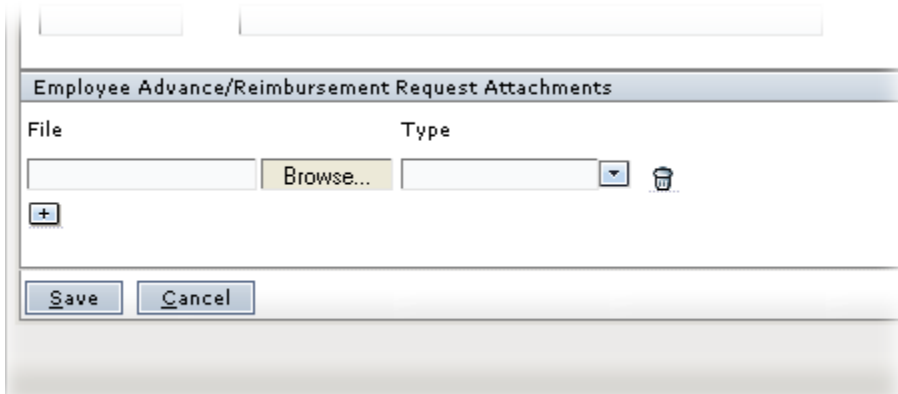 Employee Advance/Reimbursement Request Attachments
File Type
Browse...
+
Save Cancel